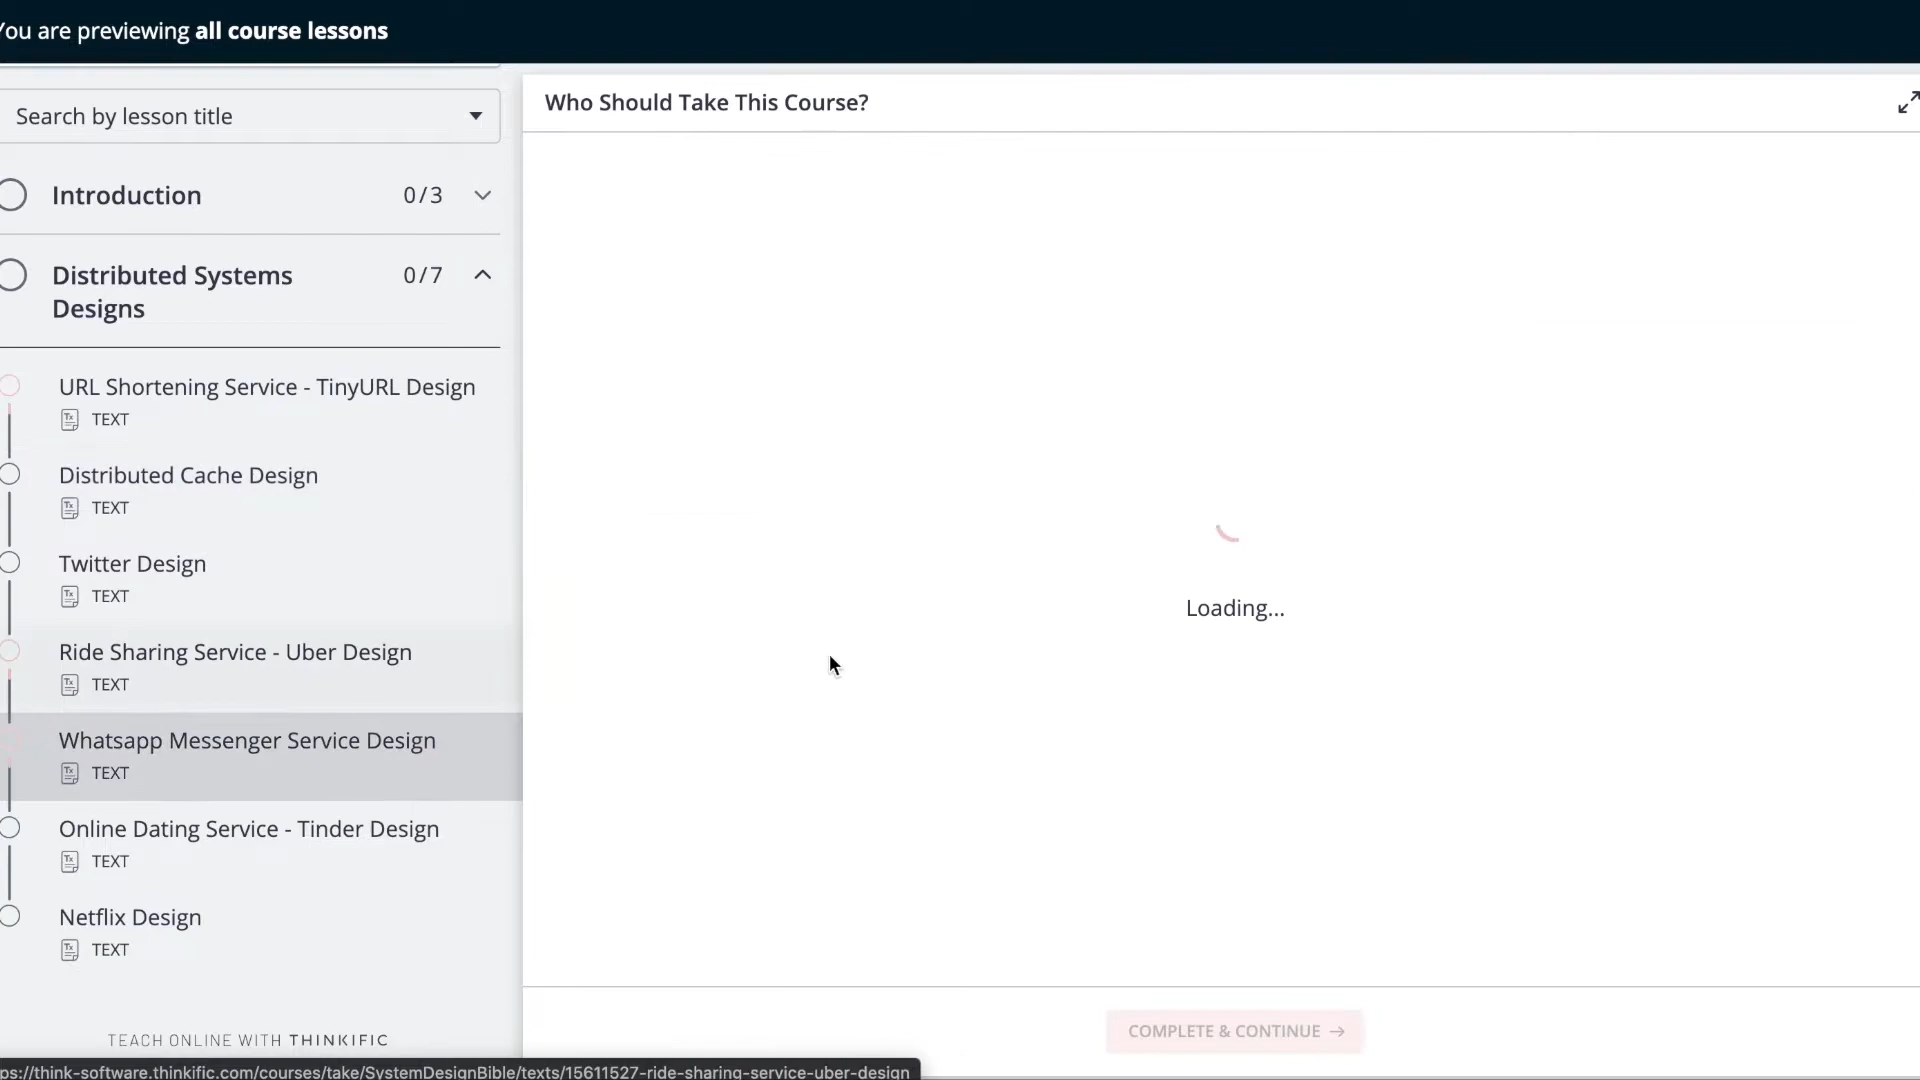 You are previewing all course lessons
Search by lesson title
Introduction 0/3
Distributed Systems 0/7
Designs
URL Shortening Service - TinyURL Design
TEXT
Distributed Cache Design
TEXT
Twitter Design
TEXT
Ride Sharing Service - Uber Design
TEXT
Whatsapp Messenger Service Design
TEXT
Online Dating Service - Tinder Design
TEXT
Netflix Design
TEXT
TEACH ONLINE WITH THINKIFIC
Who Should Take This Course?
Loading...
COMPLETE & CONTINUE →
ps://think-software.thinkific.com/courses/take/SystemDesignBible/texts/15611527-ride-sharing-service-uber-design